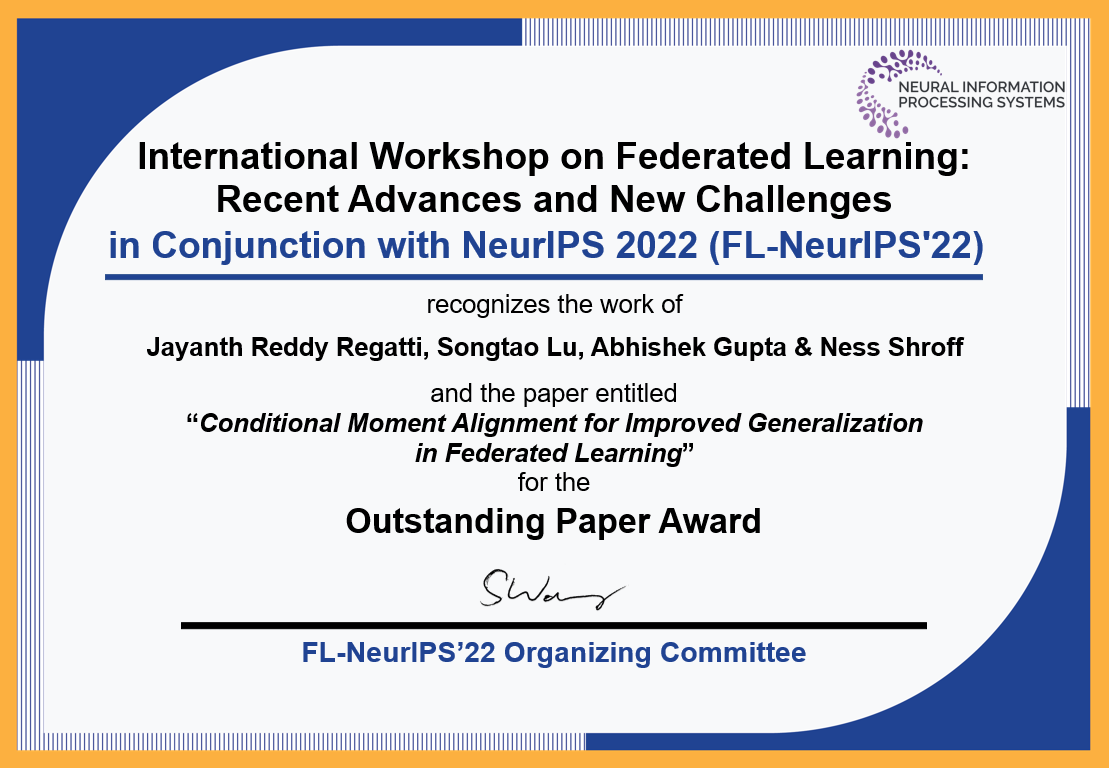 NEURAL INFORMATION
PROCESSING SYSTEMS
International Workshop on Federated Learning:
Recent Advances and New Challenges
in Conjunction with NeurIPS 2022 (FL-NeurIPS'22)
recognizes the work of
Jayanth Reddy Regatti, Songtao Lu, Abhishek Gupta & Ness Shroff
and the paper entitled
“Conditional Moment Alignment for Improved Generalization
in Federated Learning”
for the
Outstanding Paper Award
SWang
FL-NeurIPS’22 Organizing Committee